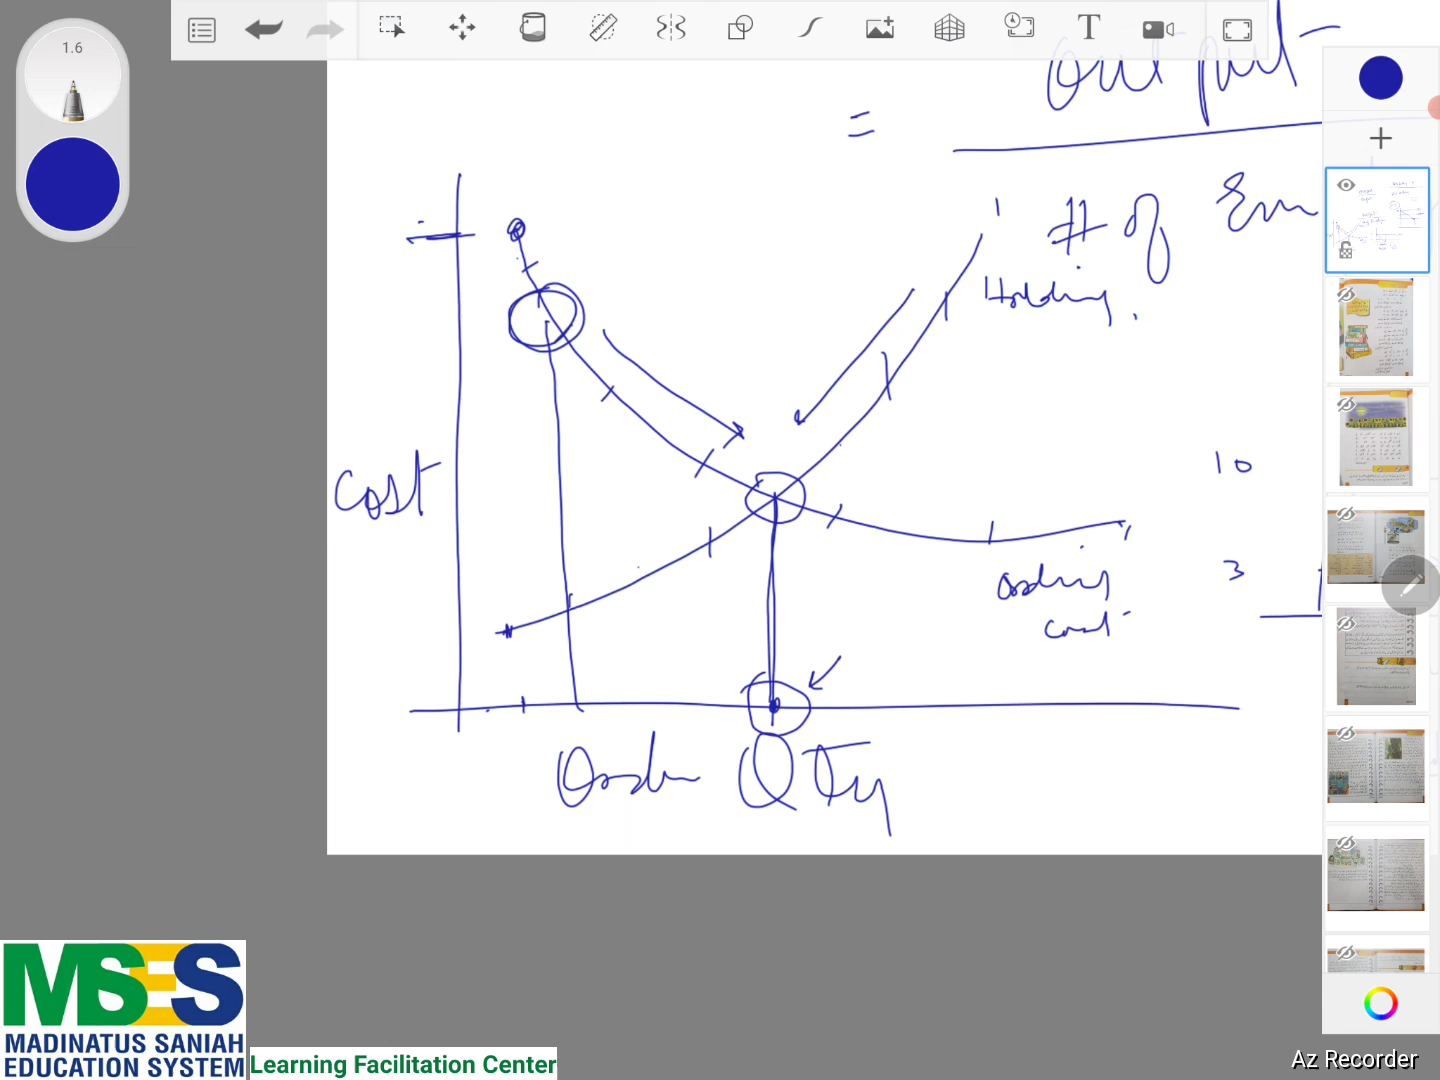 1.6
T
Output
=
# of Em
Holding
10
Cost
3
Ordering
cost
Order QTy
MSES
MADINATUS SANIAH
EDUCATION SYSTEM
Learning Facilitation Center
Az Recorder